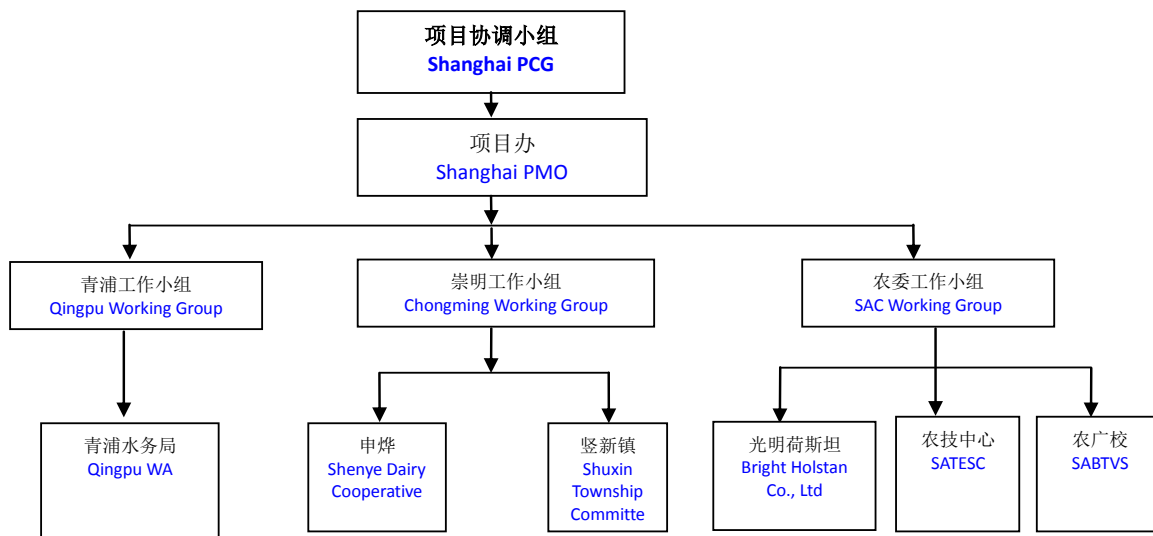 项目协调小组
Shanghai PCG
项目办
Shanghai PMO
青浦工作小组
Qingpu Working Group
崇明工作小组
Chongming Working Group
农委工作小组
SAC Working Group
青浦水务局
Qingpu WA
申烨
Shenye Dairy
Cooperative
竖新镇
Shuxin
Township
Committe
光明荷斯坦
Bright Holstan
Co., Ltd
农技中心
SATESC
农广校
SABTVS